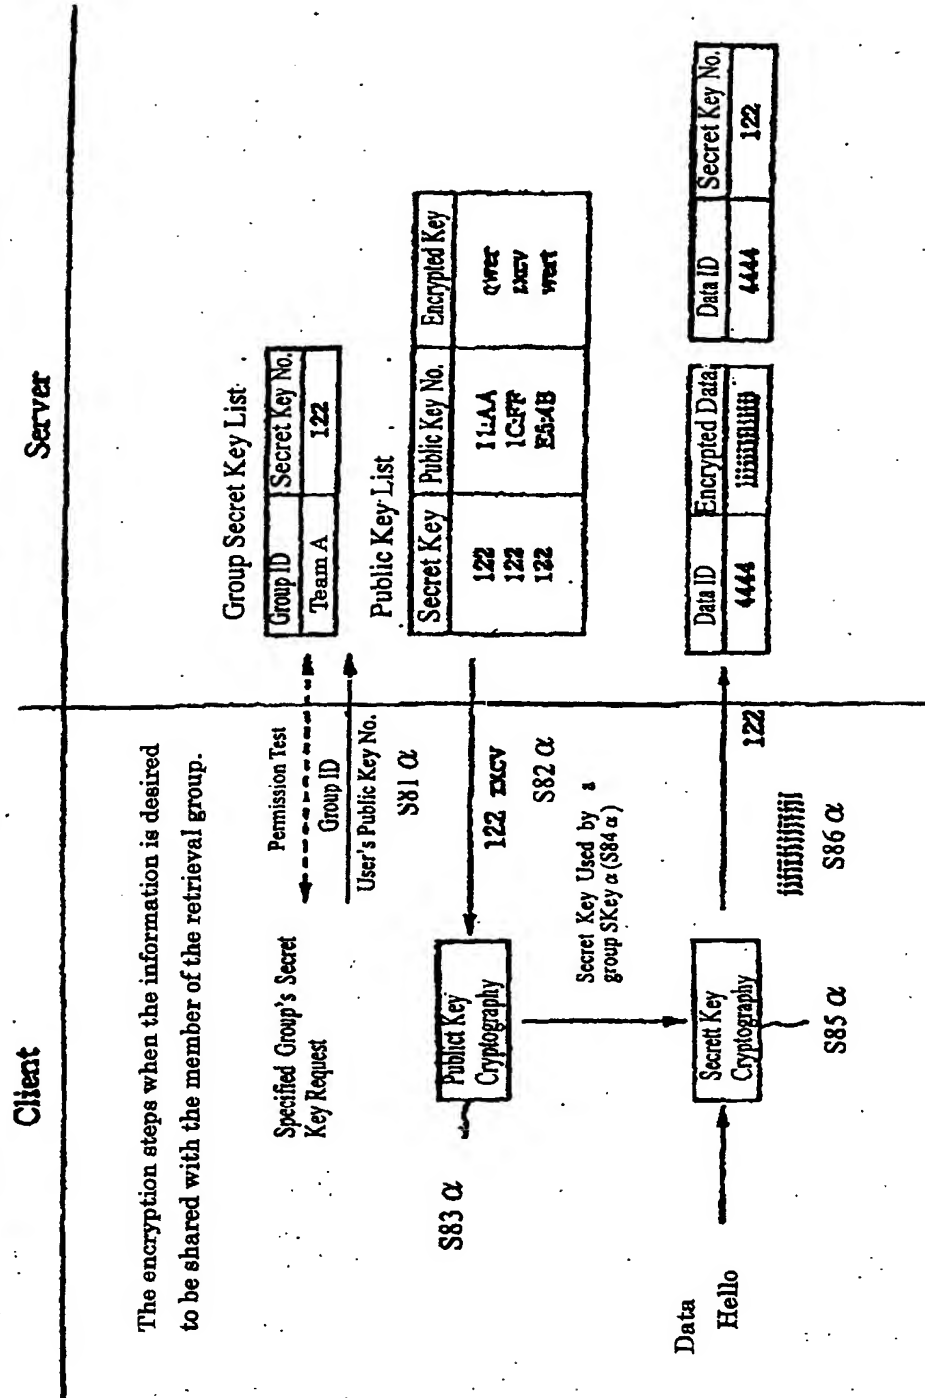 Client
Server
The encryption steps when the information is desired
to be shared with the member of the retrieval group.
Specified Group's Secret
Key Request
Permission Test
Group ID
User's Public Key No.
S81 α
Group Secret Key List
Group ID Secret Key No.
Team A 122
Public Key List
Secret Key Public Key No. Encrypted Key
122 11:AA qwer
122 1C:FF zxcv
122 E5:4B wert
122 zxcv
S82 α
S83 α
Publict Key
Cryptography
Secret Key Used by a
group SKey α (S84 α)
Data
Hello
Secrett Key
Cryptography
S85 α
122
S86 α
Data ID Encrypted Data
4444
Data ID Secret Key No.
4444 122